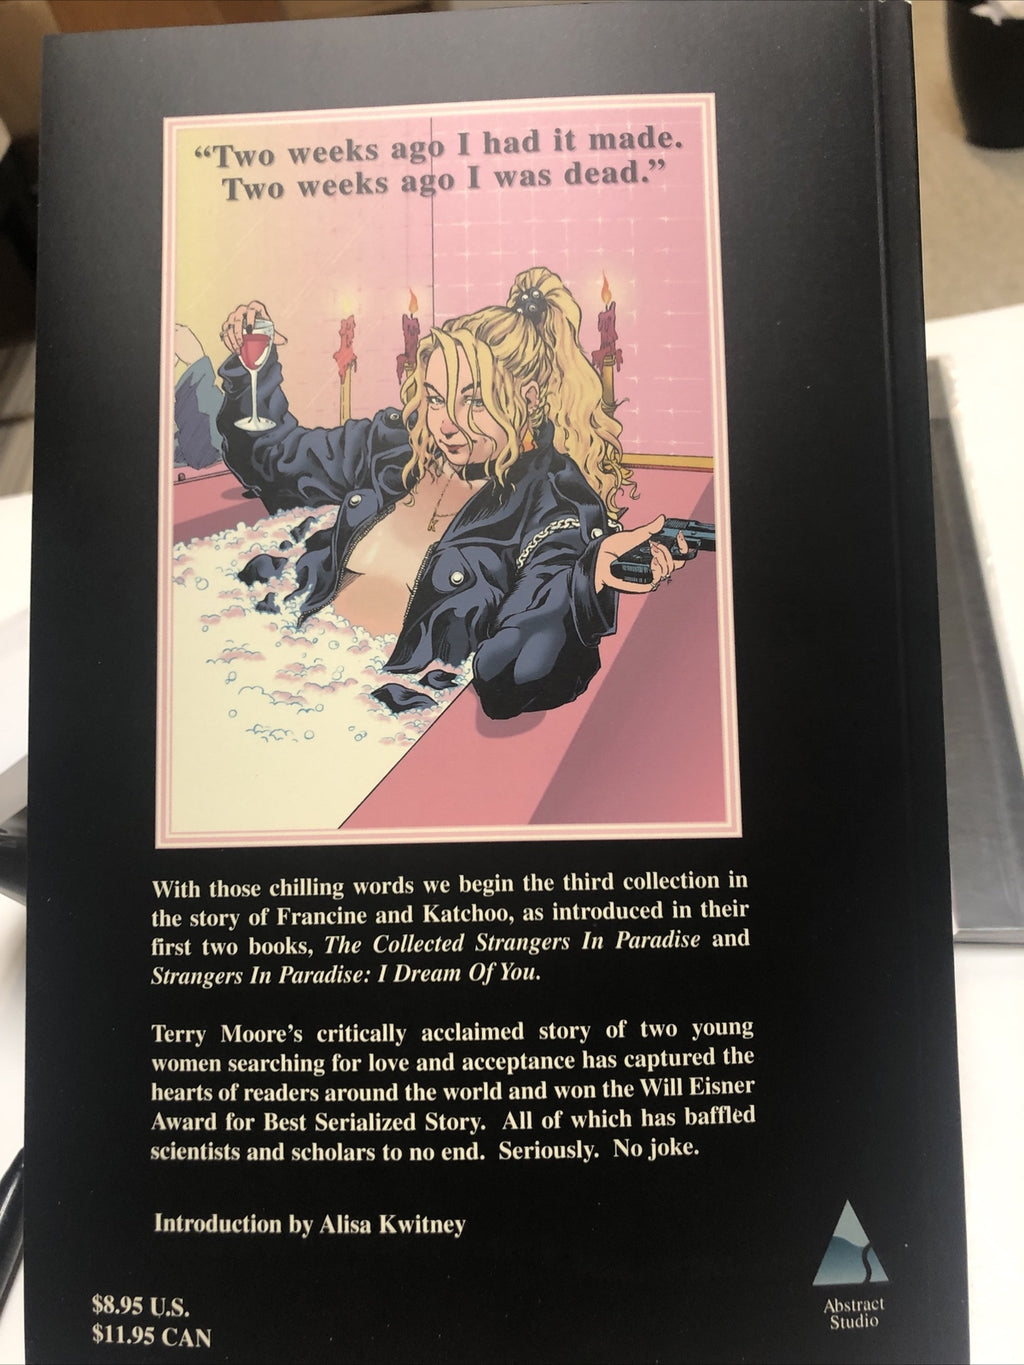 “Two weeks ago I had it made.
Two weeks ago I was dead.”
With those chilling words we begin the third collection in
the story of Francine and Katchoo, as introduced in their
first two books, The Collected Strangers In Paradise and
Strangers In Paradise: I Dream Of You.
Terry Moore’s critically acclaimed story of two young
women searching for love and acceptance has captured the
hearts of readers around the world and won the Will Eisner
Award for Best Serialized Story. All of which has baffled
scientists and scholars to no end. Seriously. No joke.
Introduction by Alisa Kwitney
$8.95 U.S.
$11.95 CAN
Abstract
Studio